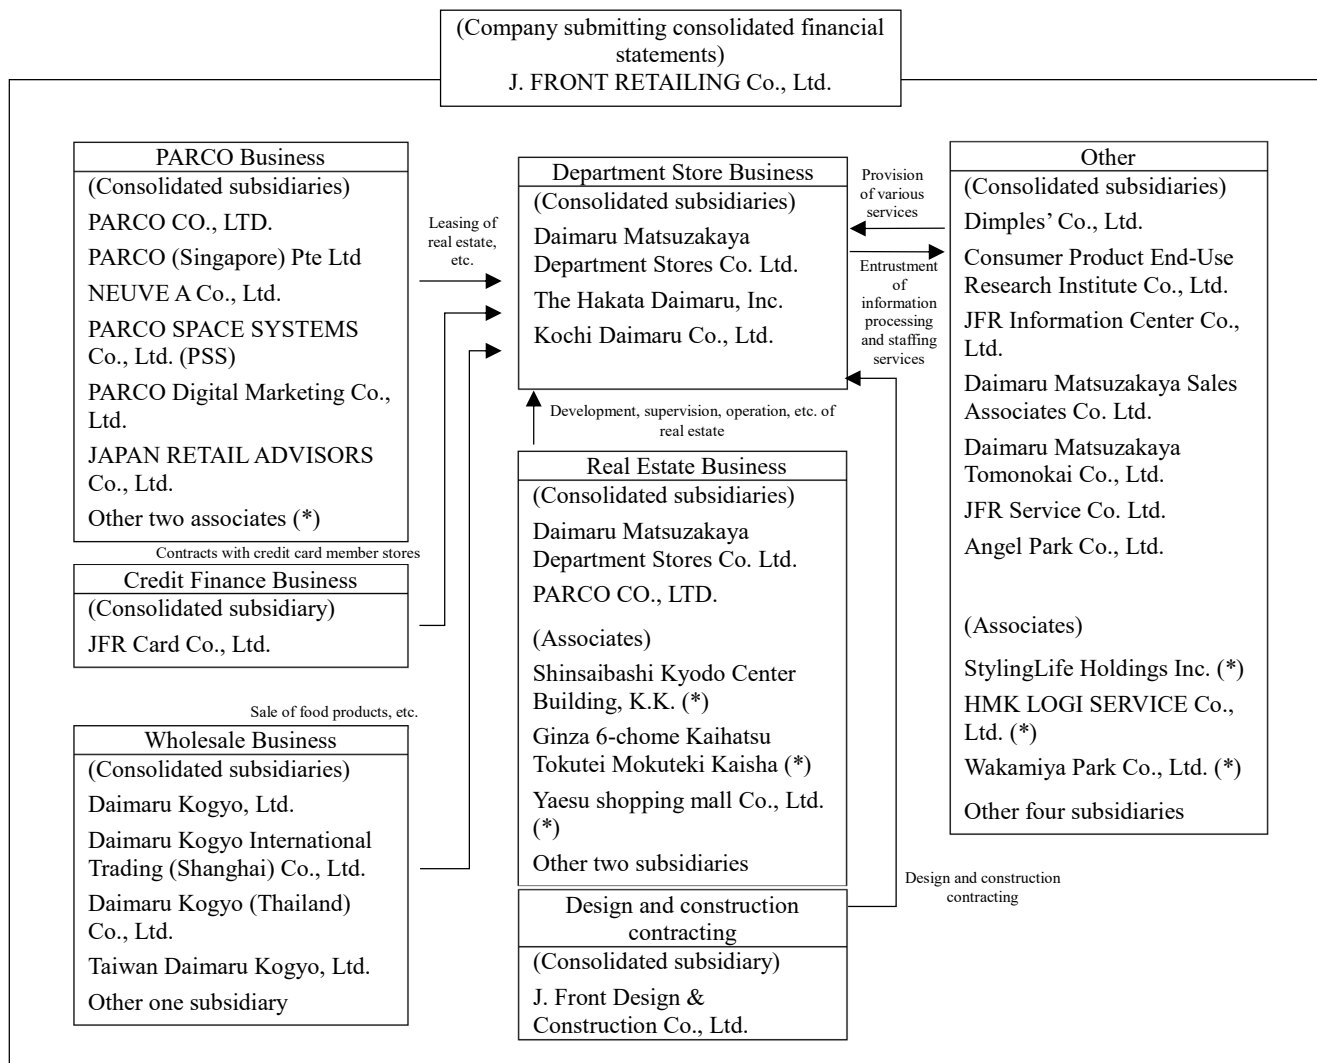 (Company submitting consolidated financial
statements)
J. FRONT RETAILING Co., Ltd.
PARCO Business
(Consolidated subsidiaries)
PARCO CO., LTD.
PARCO (Singapore) Pte Ltd
NEUVE A Co., Ltd.
PARCO SPACE SYSTEMS
Co., Ltd. (PSS)
PARCO Digital Marketing Co.,
Ltd.
JAPAN RETAIL ADVISORS
Co., Ltd.
Other two associates (*)
Leasing of
real estate,
etc.
Contracts with credit card member stores
Credit Finance Business
(Consolidated subsidiary)
JFR Card Co., Ltd.
Sale of food products, etc.
Wholesale Business
(Consolidated subsidiaries)
Daimaru Kogyo, Ltd.
Daimaru Kogyo International
Trading (Shanghai) Co., Ltd.
Daimaru Kogyo (Thailand)
Co., Ltd.
Taiwan Daimaru Kogyo, Ltd.
Other one subsidiary
Department Store Business
(Consolidated subsidiaries)
Daimaru Matsuzakaya
Department Stores Co. Ltd.
The Hakata Daimaru, Inc.
Kochi Daimaru Co., Ltd.
Development, supervision, operation, etc. of
real estate
Real Estate Business
(Consolidated subsidiaries)
Daimaru Matsuzakaya
Department Stores Co. Ltd.
PARCO CO., LTD.
(Associates)
Shinsaibashi Kyodo Center
Building, K.K. (*)
Ginza 6-chome Kaihatsu
Tokutei Mokuteki Kaisha (*)
Yaesu shopping mall Co., Ltd.
(*)
Other two subsidiaries
Design and construction
contracting
(Consolidated subsidiary)
J. Front Design &
Construction Co., Ltd.
Provision
of various
services
Entrustment
of
information
processing
and staffing
services
Design and construction
contracting
Other
(Consolidated subsidiaries)
Dimples’ Co., Ltd.
Consumer Product End-Use
Research Institute Co., Ltd.
JFR Information Center Co.,
Ltd.
Daimaru Matsuzakaya Sales
Associates Co. Ltd.
Daimaru Matsuzakaya
Tomonokai Co., Ltd.
JFR Service Co. Ltd.
Angel Park Co., Ltd.
(Associates)
StylingLife Holdings Inc. (*)
HMK LOGI SERVICE Co.,
Ltd. (*)
Wakamiya Park Co., Ltd. (*)
Other four subsidiaries